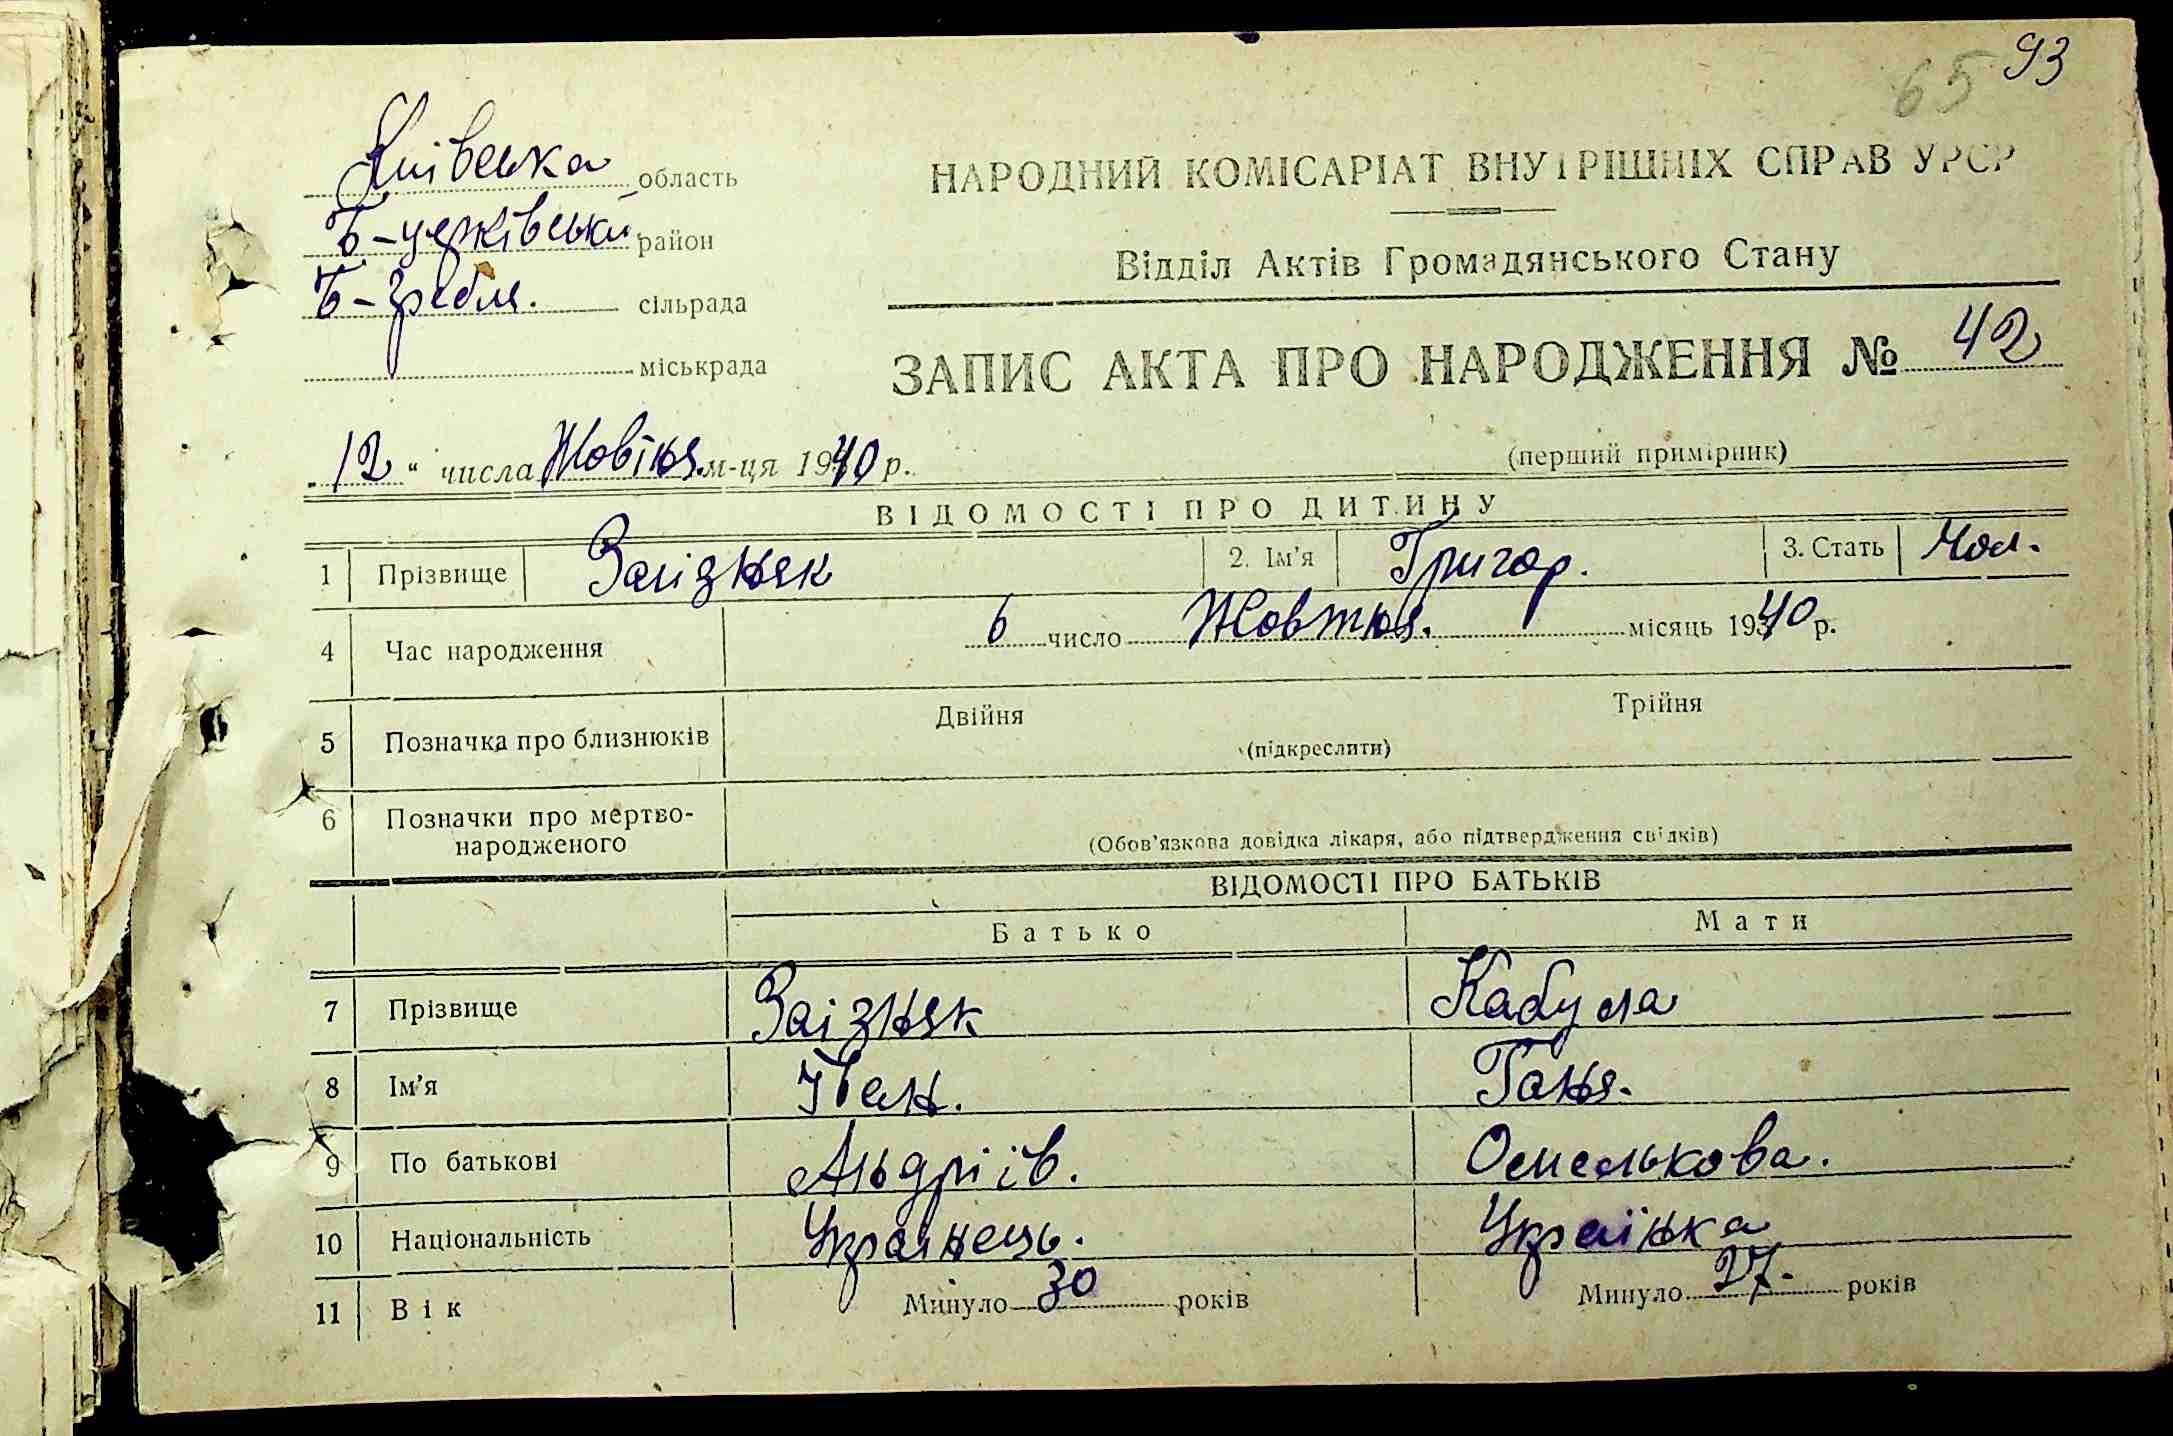 65 93
Київська область
Б-церківський район
Б-Гребля. сільрада
міськрада
НАРОДНИЙ КОМІСАРІАТ ВНУТРІШНІХ СПРАВ УРСР
Відділ Актів Громадянського Стану
ЗАПИС АКТА ПРО НАРОДЖЕННЯ № 42
(перший примірник)
"12" числа Жовтня м-ця 1940 р.
ВІДОМОСТІ ПРО ДИТИНУ
1 Прізвище Залізняк 2. Ім'я Григор. 3. Стать Чол.
4 Час народження 6 число Жовтня. місяць 1940 р.
5 Позначка про близнюків Двійня Трійня
(підкреслити)
6 Позначки про мертво-
народженого
(Обов'язкова довідка лікаря, або підтвердження свідків)
ВІДОМОСТІ ПРО БАТЬКІВ
Батько Мати
7 Прізвище Заізняк Кабула
8 Ім'я Іван. Ганя.
9 По батькові Андріїв. Омелькова.
10 Національність Українець. Українка
11 Вік Минуло 30 років Минуло 27. років